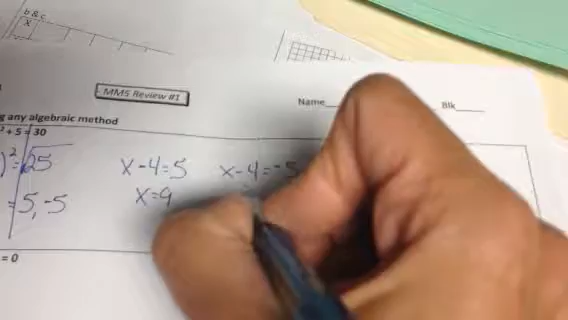 b & c
X
MM5 Review #1
Name
Blk
g any algebraic method
² + 5 = 30
)² = √25
x - 4 = 5
x - 4 = - 5
= 5, -5
x = 9
= 0